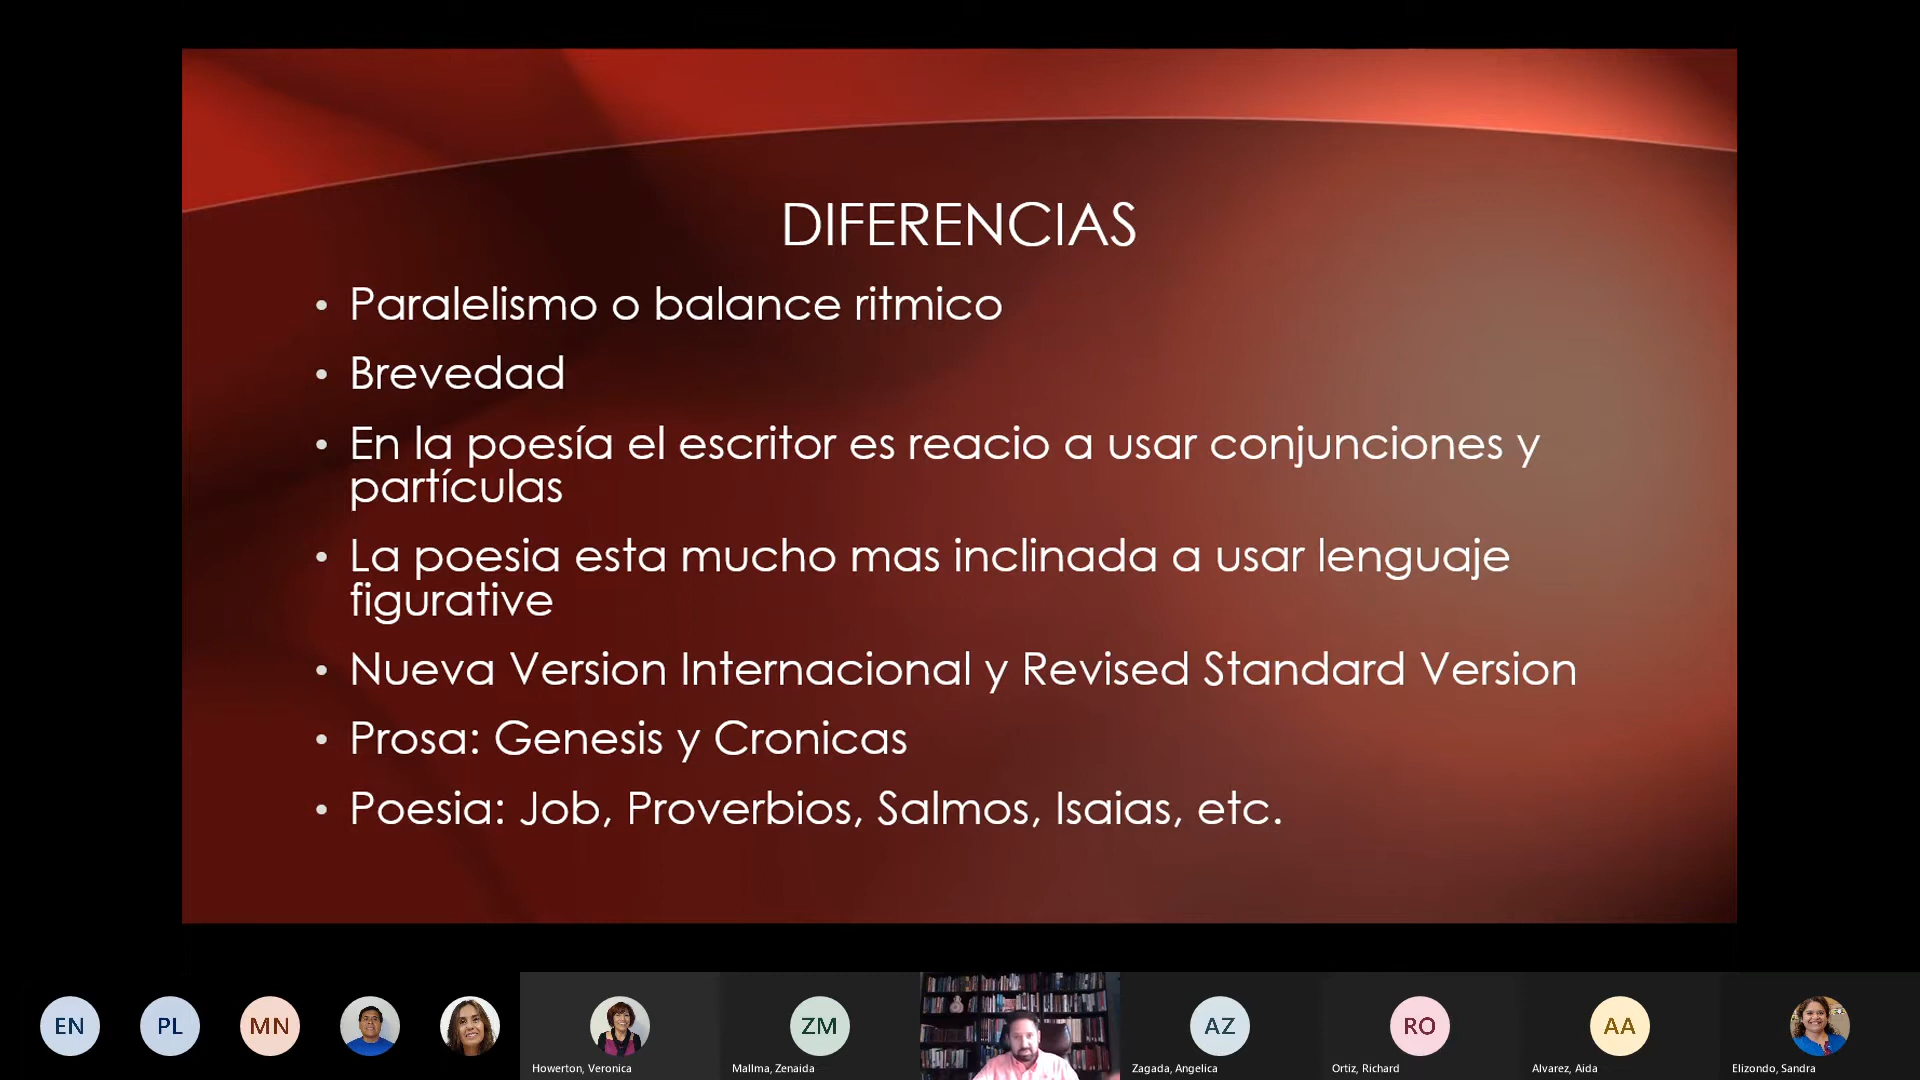 DIFERENCIAS
• Paralelismo o balance ritmico
• Brevedad
• En la poesía el escritor es reacio a usar conjunciones y
partículas
• La poesia esta mucho mas inclinada a usar lenguaje
figurative
• Nueva Version Internacional y Revised Standard Version
• Prosa: Genesis y Cronicas
• Poesia: Job, Proverbios, Salmos, Isaias, etc.
EN
PL
MN
ZM
AZ
RO
AA
Howerton, Veronica
Mallma, Zenaida
Zagada, Angelica
Ortiz, Richard
Alvarez, Aida
Elizondo, Sandra